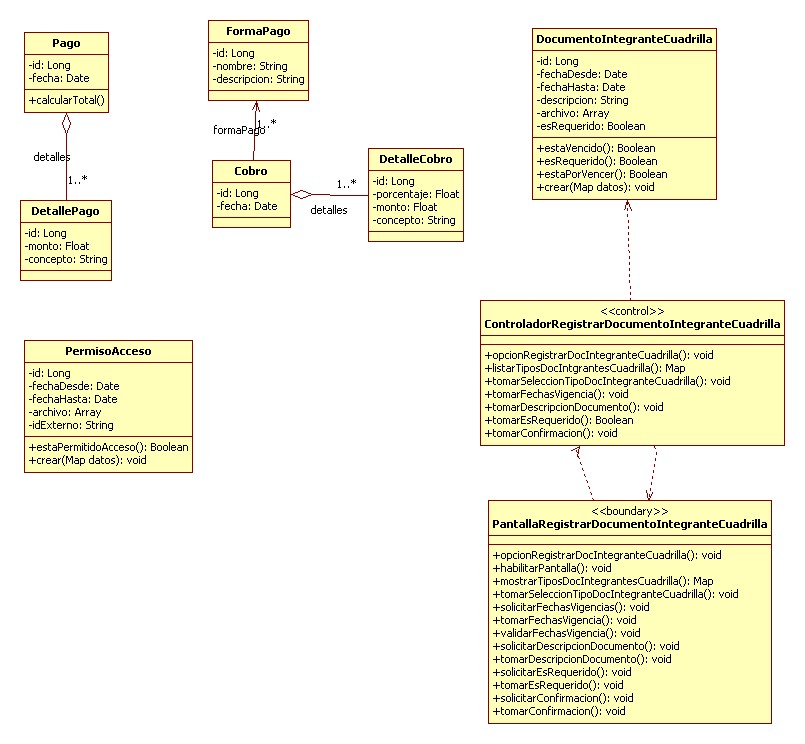 Pago
-id: Long
-fecha: Date
+calcularTotal()
detalles
1..*
DetallePago
-id: Long
-monto: Float
-concepto: String
FormaPago
-id: Long
-nombre: String
-descripcion: String
1..*
formaPago
Cobro
-id: Long
-fecha: Date
1..*
detalles
DetalleCobro
-id: Long
-porcentaje: Float
-monto: Float
-concepto: String
DocumentoIntegranteCuadrilla
-id: Long
-fechaDesde: Date
-fechaHasta: Date
-descripcion: String
-archivo: Array
-esRequerido: Boolean
+estaVencido(): Boolean
+esRequerido(): Boolean
+estaPorVencer(): Boolean
+crear(Map datos): void
PermisoAcceso
-id: Long
-fechaDesde: Date
-fechaHasta: Date
-archivo: Array
-idExterno: String
+estaPermitidoAcceso(): Boolean
+crear(Map datos): void
<<control>>
ControladorRegistrarDocumentoIntegranteCuadrilla
+opcionRegistrarDocIntegranteCuadrilla(): void
+listarTiposDocIntgrantesCuadrilla(): Map
+tomarSeleccionTipoDocIntegranteCuadrilla(): void
+tomarFechasVigencia(): void
+tomarDescripcionDocumento(): void
+tomarEsRequerido(): Boolean
+tomarConfirmacion(): void
<<boundary>>
PantallaRegistrarDocumentoIntegranteCuadrilla
+opcionRegistrarDocIntegranteCuadrilla(): void
+habilitarPantalla(): void
+mostrarTiposDocIntegrantesCuadrilla(): Map
+tomarSeleccionTipoDocIntegranteCuadrilla(): void
+solicitarFechasVigencias(): void
+tomarFechasVigencia(): void
+validarFechasVigencia(): void
+solicitarDescripcionDocumento(): void
+tomarDescripcionDocumento(): void
+solicitarEsRequerido(): void
+tomarEsRequerido(): void
+solicitarConfirmacion(): void
+tomarConfirmacion(): void